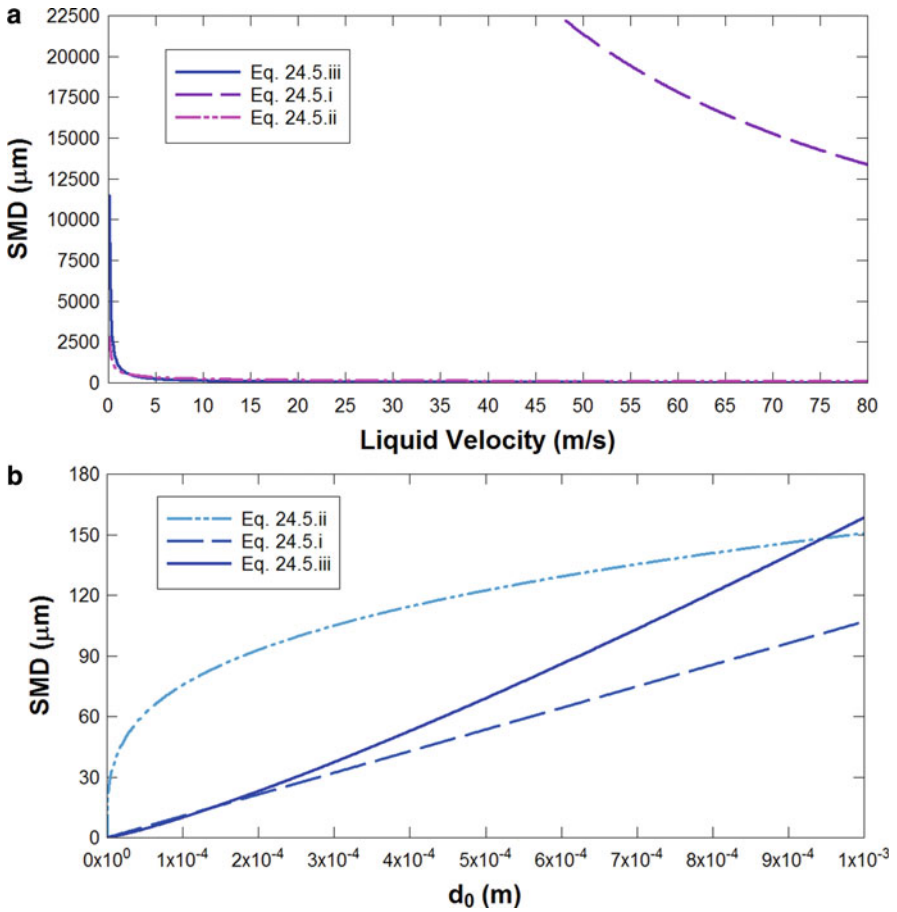 a
22500
20000
17500
15000
12500
10000
7500
5000
2500
0
SMD (μm)
Eq. 24.5.iii
Eq. 24.5.i
Eq. 24.5.ii
0 5 10 15 20 25 30 35 40 45 50 55 60 65 70 75 80
Liquid Velocity (m/s)
b
180
150
120
90
60
30
0
SMD (μm)
Eq. 24.5.ii
Eq. 24.5.i
Eq. 24.5.iii
0x10⁰ 1x10⁻⁴ 2x10⁻⁴ 3x10⁻⁴ 4x10⁻⁴ 5x10⁻⁴ 6x10⁻⁴ 7x10⁻⁴ 8x10⁻⁴ 9x10⁻⁴ 1x10⁻³
d₀ (m)